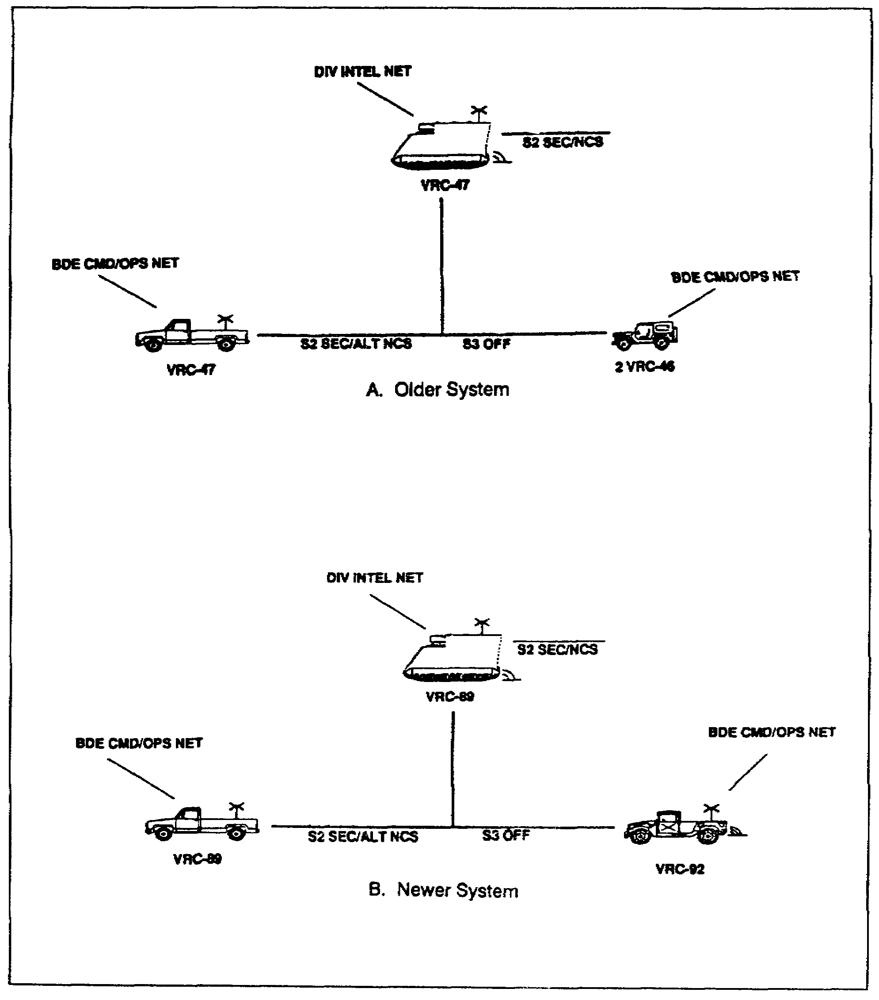 DIV INTEL NET
S2 SEC/NCS
VRC-47
BDE CMD/OPS NET
BDE CMD/OPS NET
S2 SEC/ALT NCS
S3 OFF
VRC-47
2 VRC-46
A. Older System
DIV INTEL NET
S2 SEC/NCS
VRC-89
BDE CMD/OPS NET
BDE CMD/OPS NET
S2 SEC/ALT NCS
S3 OFF
VRC-89
VRC-92
B. Newer System